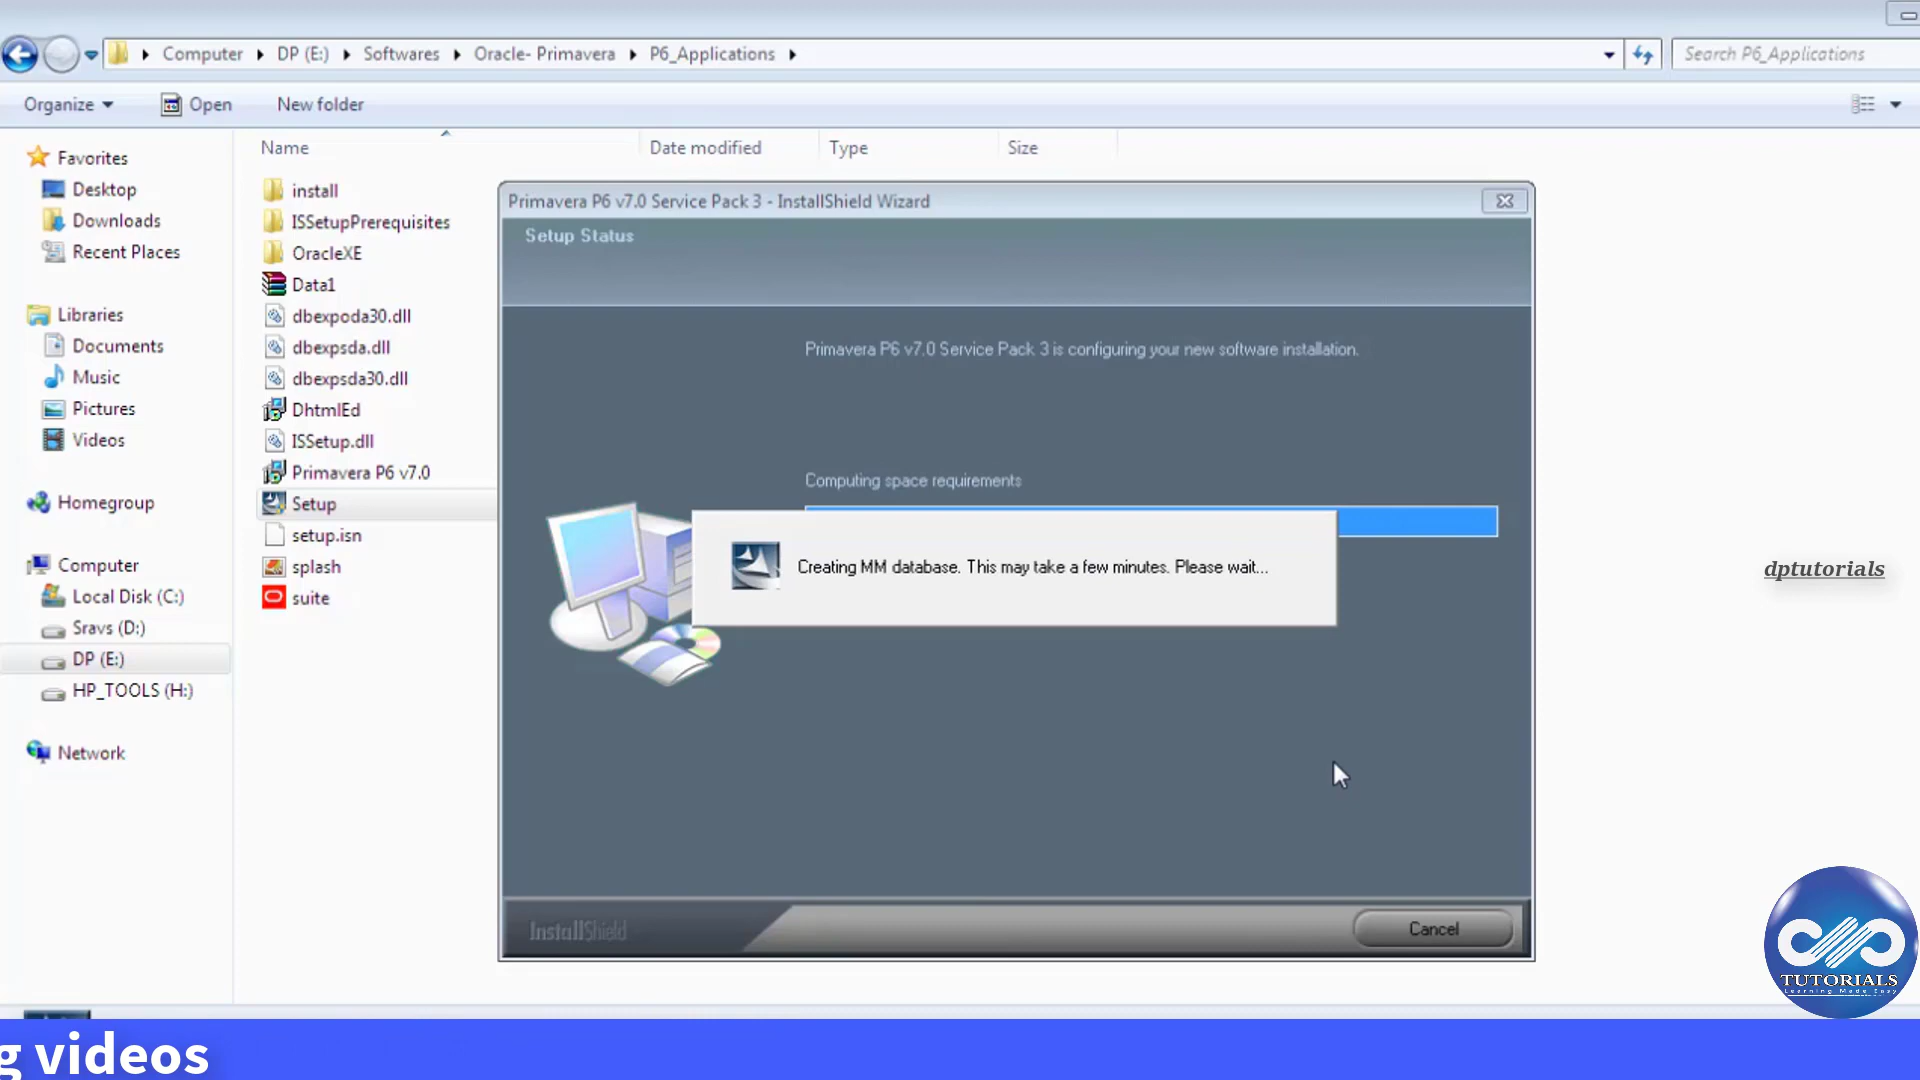 Computer DP (E:) Softwares Oracle- Primavera P6_Applications
Search P6_Applications
Organize Open New folder
Name Date modified Type Size
Favorites
Desktop
Downloads
Recent Places
Libraries
Documents
Music
Pictures
Videos
Homegroup
Computer
Local Disk (C:)
Sravs (D:)
DP (E:)
HP_TOOLS (H:)
Network
install
ISSetupPrerequisites
OracleXE
Data1
dbexpoda30.dll
dbexpsda.dll
dbexpsda30.dll
DhtmlEd
ISSetup.dll
Primavera P6 v7.0
Setup
setup.isn
splash
suite
Primavera P6 v7.0 Service Pack 3 - InstallShield Wizard
Setup Status
Primavera P6 v7.0 Service Pack 3 is configuring your new software installation.
Computing space requirements
Creating MM database. This may take a few minutes. Please wait...
InstallShield
Cancel
dptutorials
TUTORIALS
Learning Made Easy
g videos